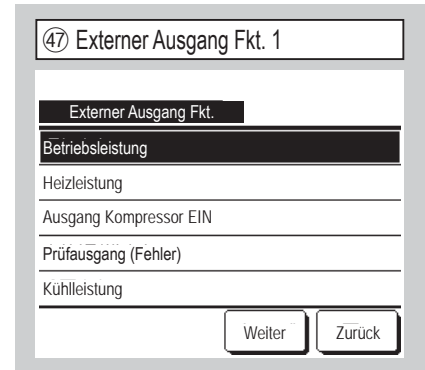 ㊼ Externer Ausgang Fkt. 1
Externer Ausgang Fkt.
Betriebsleistung
Heizleistung
Ausgang Kompressor EIN
Prüfausgang (Fehler)
Kühlleistung
Weiter Zurück